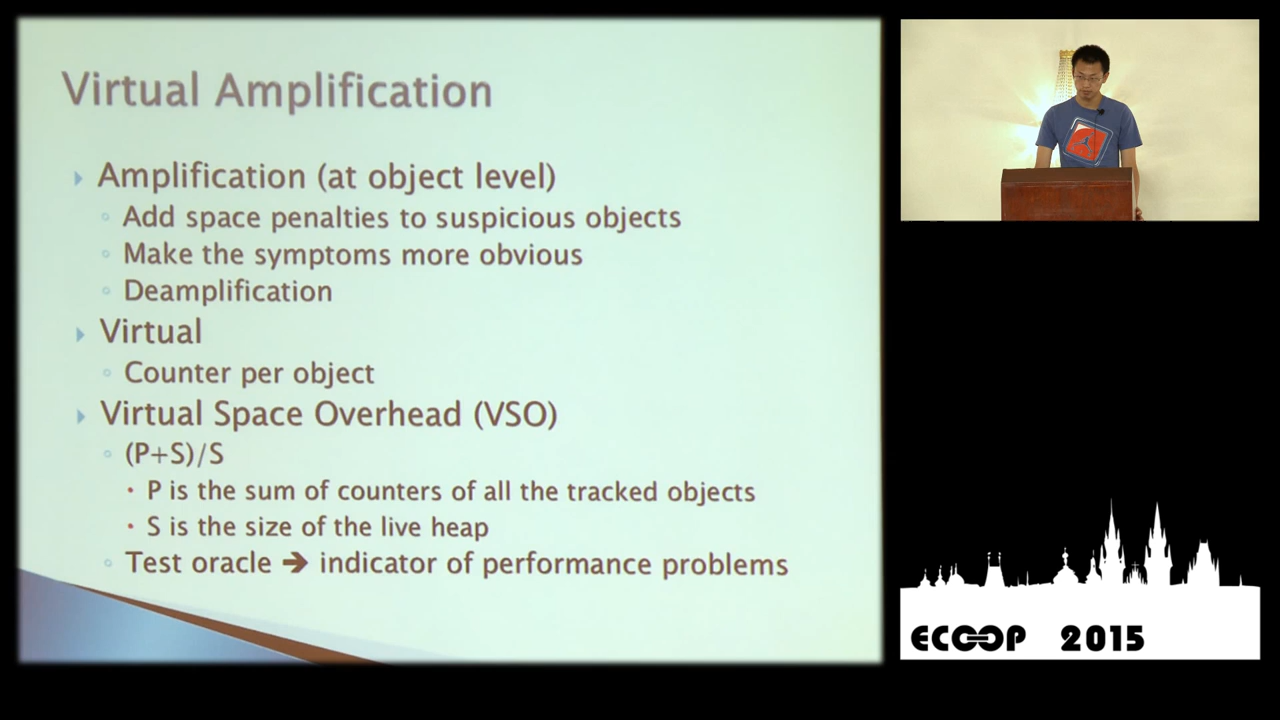 Virtual Amplification
Amplification (at object level)
Add space penalties to suspicious objects
Make the symptoms more obvious
Deamplification
Virtual
Counter per object
Virtual Space Overhead (VSO)
(P+S)/S
P is the sum of counters of all the tracked objects
S is the size of the live heap
Test oracle ➔ indicator of performance problems
ECOOP 2015